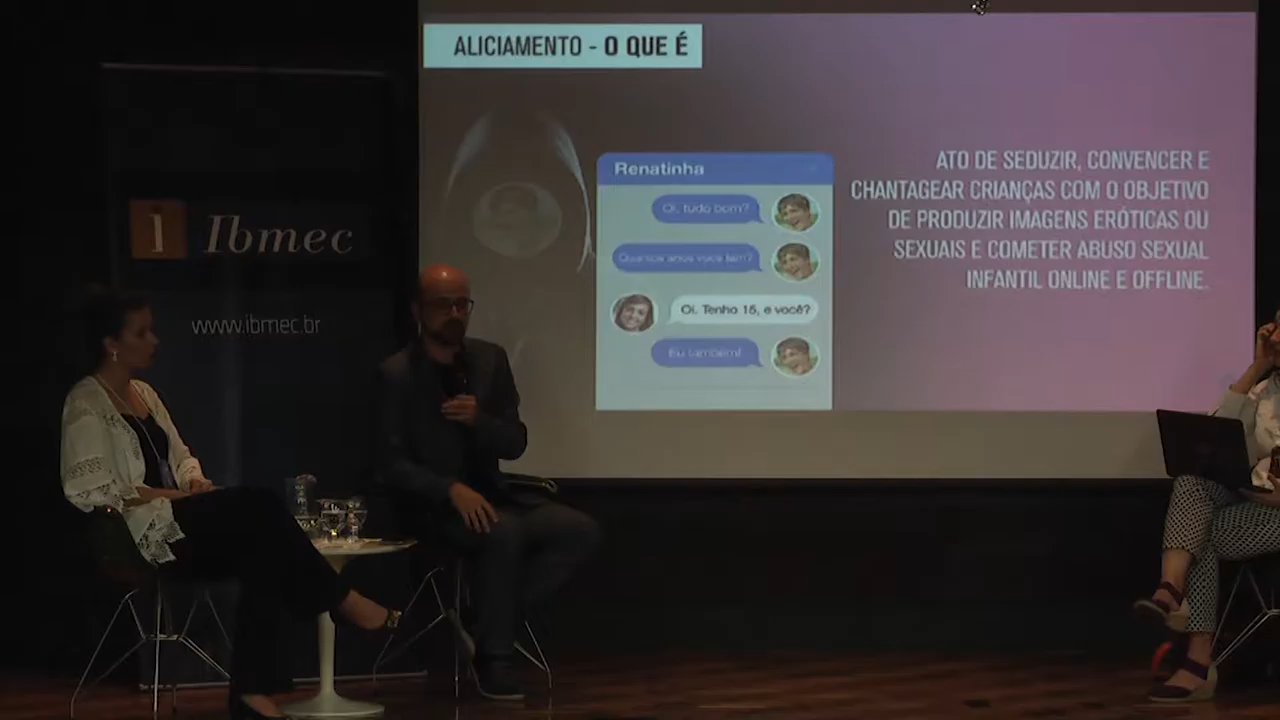 ALICIAMENTO - O QUE É
Ibmec
www.ibmec.br
Renatinha
Oi, tudo bom?
Quantos anos você tem?
Oi. Tenho 15, e você?
Eu também!
ATO DE SEDUZIR, CONVENCER E
CHANTAGEAR CRIANÇAS COM O OBJETIVO
DE PRODUZIR IMAGENS ERÓTICAS OU
SEXUAIS E COMETER ABUSO SEXUAL
INFANTIL ONLINE E OFFLINE.